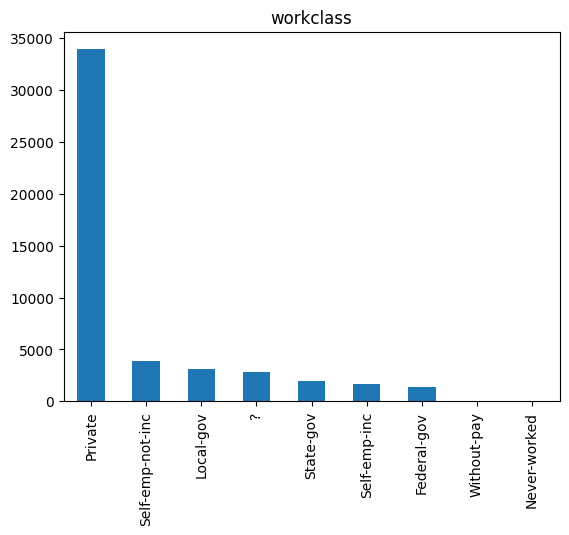 workclass
35000
30000
25000
20000
15000
10000
5000
0
Private
Self-emp-not-inc
Local-gov
?
State-gov
Self-emp-inc
Federal-gov
Without-pay
Never-worked